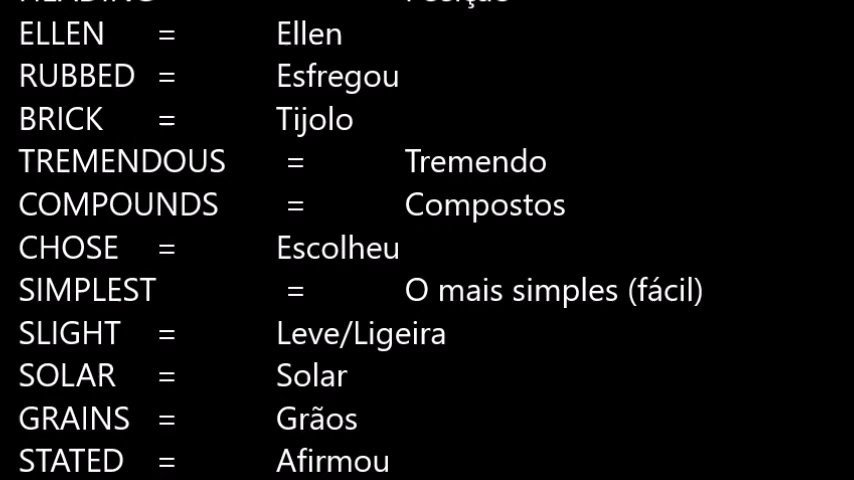 ELLEN = Ellen
RUBBED = Esfregou
BRICK = Tijolo
TREMENDOUS = Tremendo
COMPOUNDS = Compostos
CHOSE = Escolheu
SIMPLEST = O mais simples (fácil)
SLIGHT = Leve/Ligeira
SOLAR = Solar
GRAINS = Grãos
STATED = Afirmou